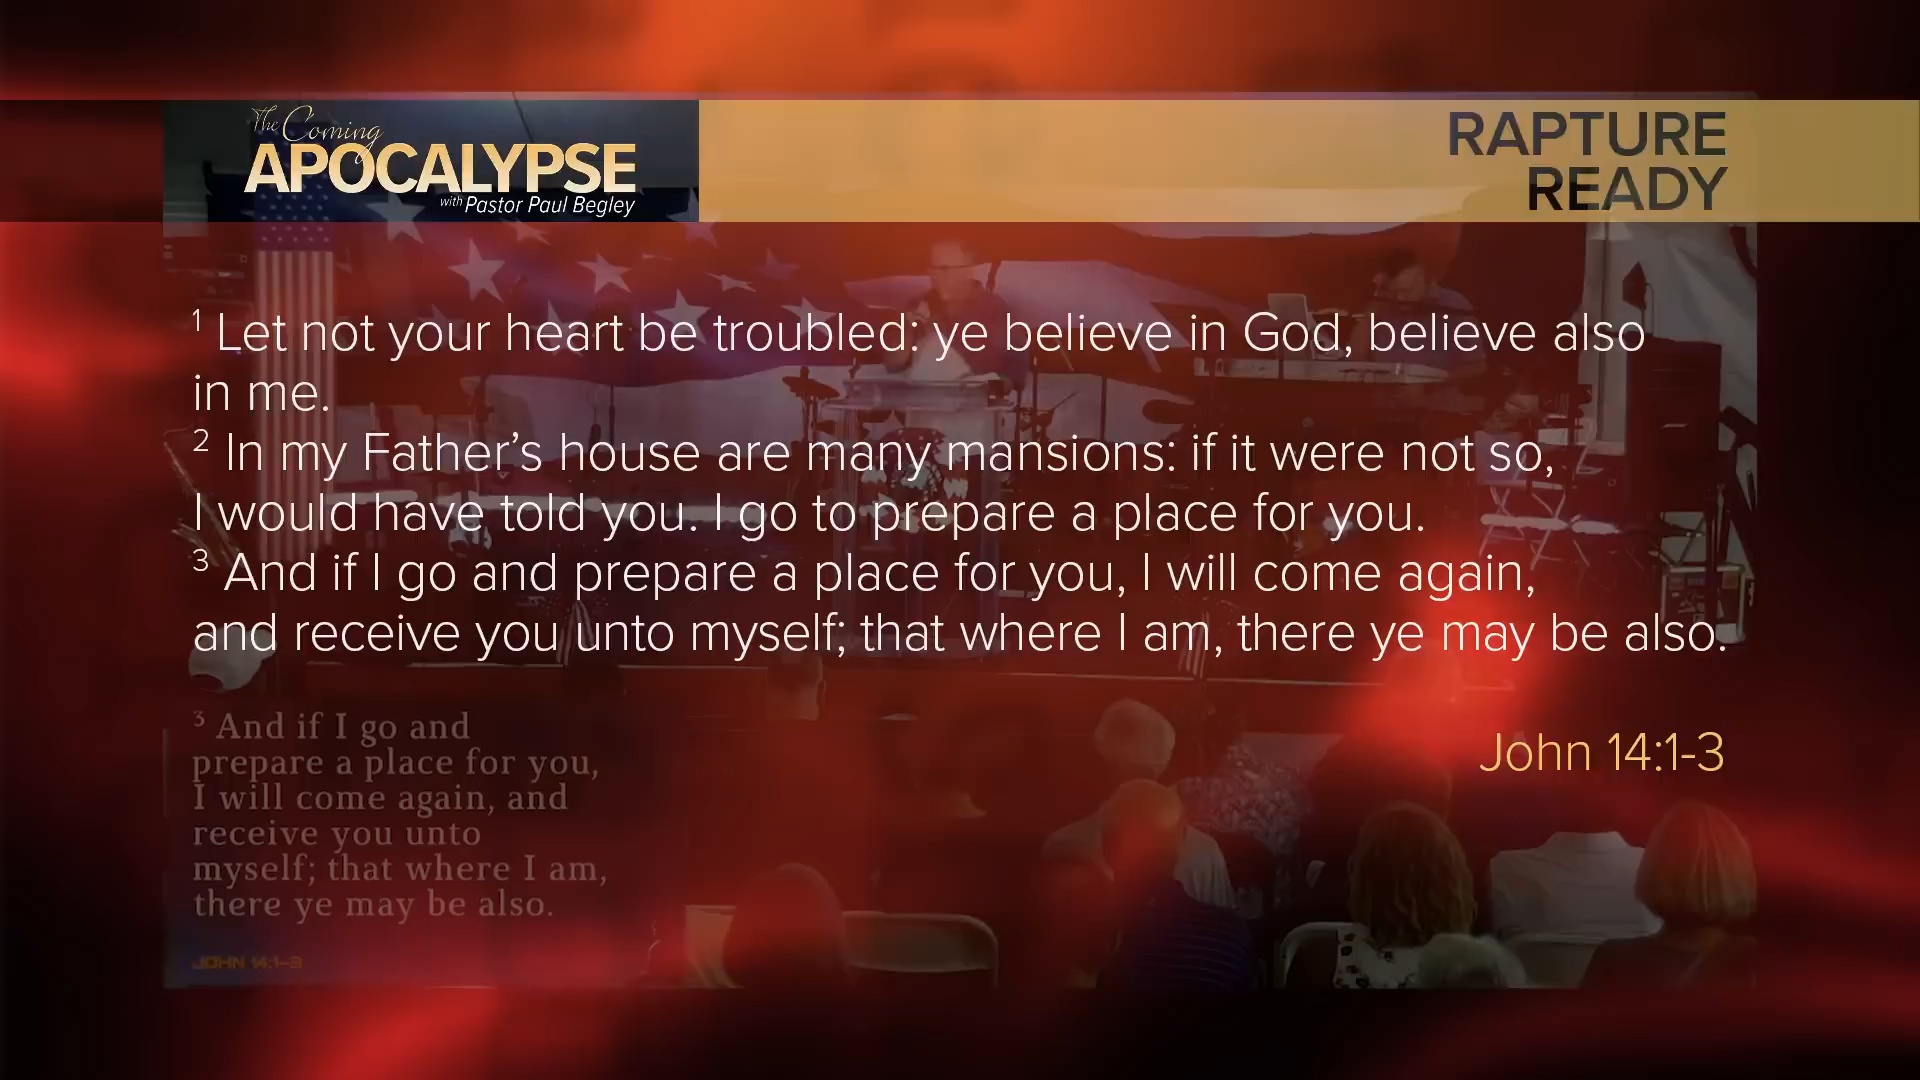 The Coming
APOCALYPSE
with Pastor Paul Begley
RAPTURE
READY
1 Let not your heart be troubled: ye believe in God, believe also
in me.
2 In my Father’s house are many mansions: if it were not so,
I would have told you. I go to prepare a place for you.
3 And if I go and prepare a place for you, I will come again,
and receive you unto myself; that where I am, there ye may be also.
John 14:1-3
3 And if I go and
prepare a place for you,
I will come again, and
receive you unto
myself; that where I am,
there ye may be also.
JOHN 14:1-3